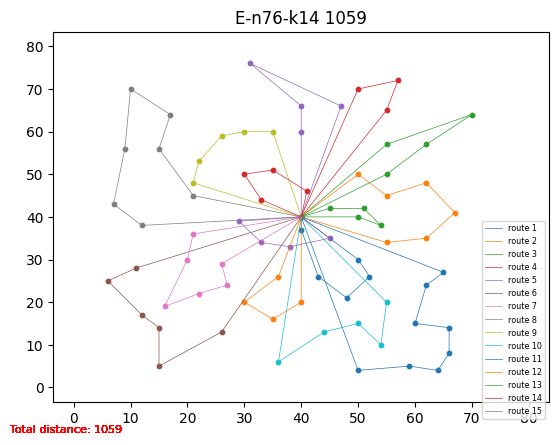 E-n76-k14 1059
80
70
60
50
40
30
20
10
0
0
10
20
30
40
50
60
70
80
route 1
route 2
route 3
route 4
route 5
route 6
route 7
route 8
route 9
route 10
route 11
route 12
route 13
route 14
route 15
Total distance: 1059